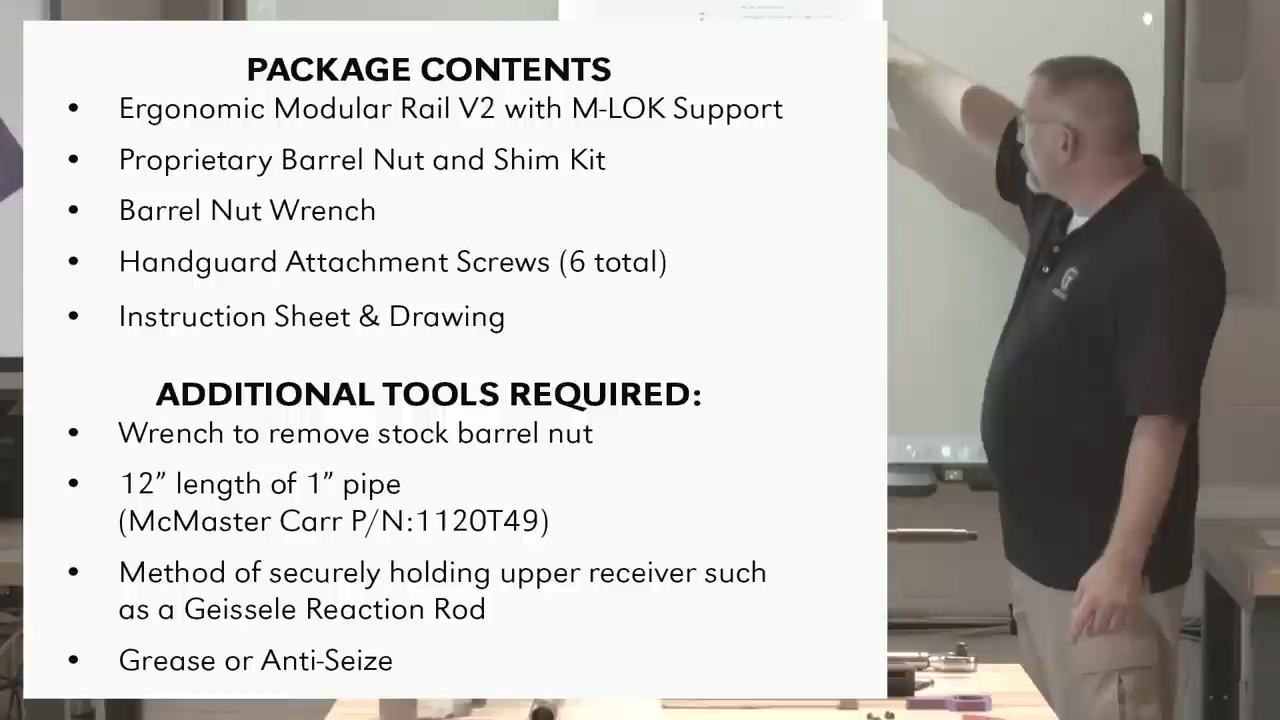 PACKAGE CONTENTS
• Ergonomic Modular Rail V2 with M-LOK Support
• Proprietary Barrel Nut and Shim Kit
• Barrel Nut Wrench
• Handguard Attachment Screws (6 total)
• Instruction Sheet & Drawing
ADDITIONAL TOOLS REQUIRED:
• Wrench to remove stock barrel nut
• 12” length of 1” pipe
(McMaster Carr P/N:1120T49)
• Method of securely holding upper receiver such
as a Geissele Reaction Rod
• Grease or Anti-Seize